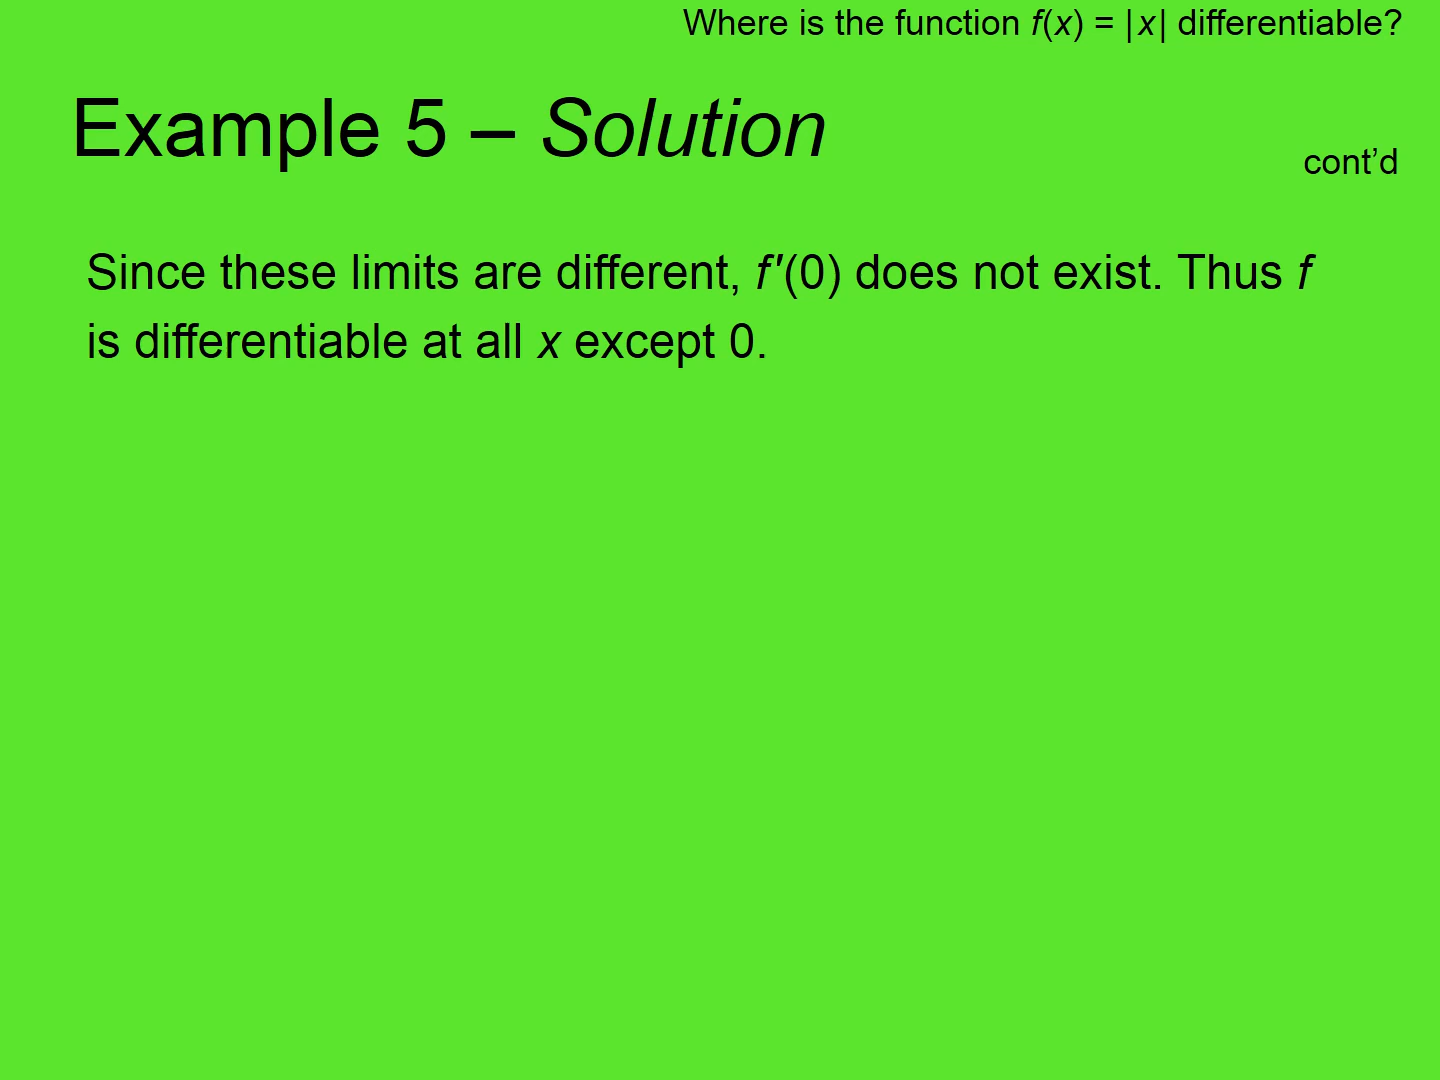 Where is the function f(x) = |x| differentiable?
Example 5 – Solution
cont’d
Since these limits are different, f′(0) does not exist. Thus f
is differentiable at all x except 0.